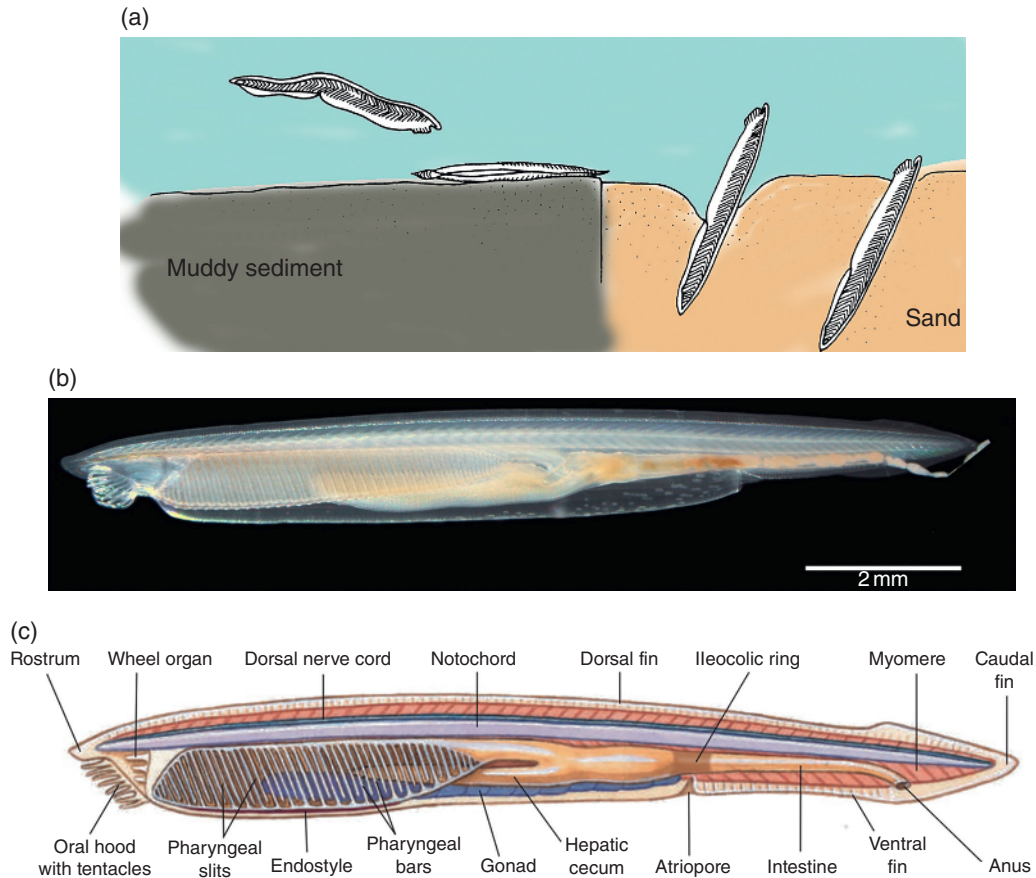 (a)
Muddy sediment
Sand
(b)
2 mm
(c)
Rostrum Wheel organ Dorsal nerve cord Notochord Dorsal fin Ileocolic ring Myomere Caudal
fin
Oral hood
with tentacles
Pharyngeal
slits
Endostyle
Pharyngeal
bars
Gonad
Hepatic
cecum
Atriopore
Intestine
Ventral
fin
Anus